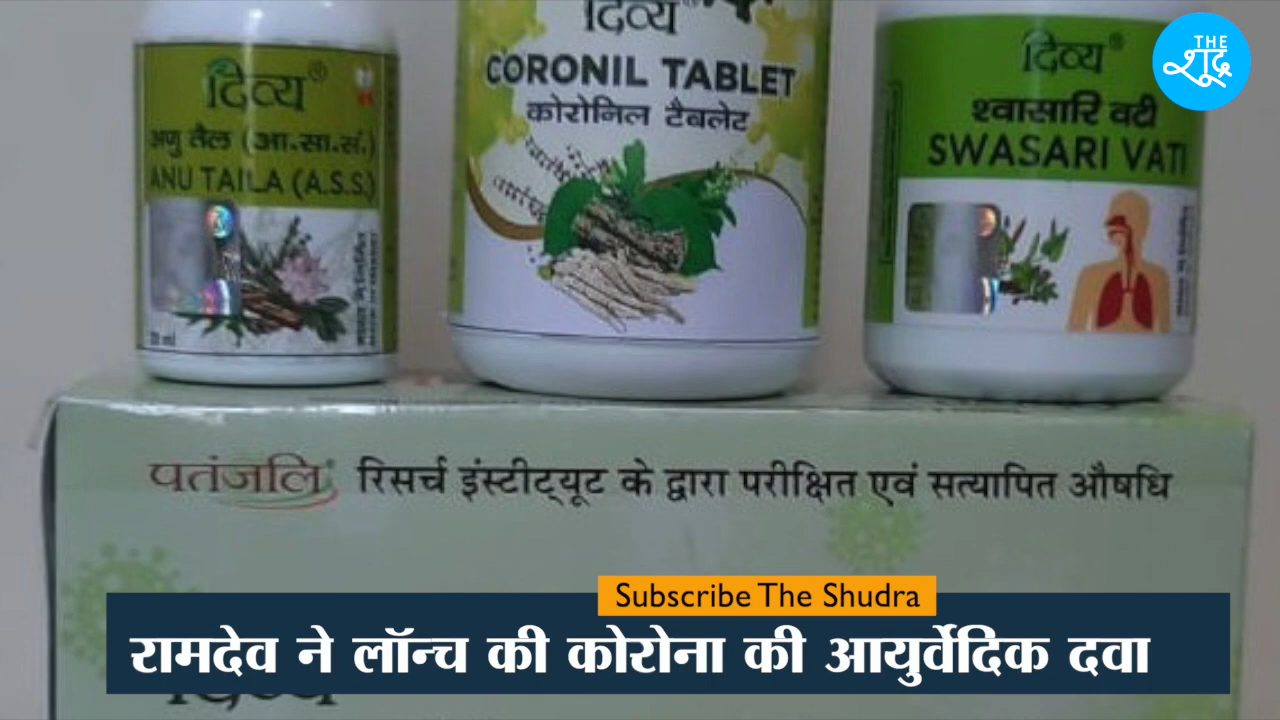 THE
शूद्र
दिव्य®
अणु तैल (आ.सा.सं.)
ANU TAILA (A.S.S.)
दिव्य
CORONIL TABLET
कोरोनिल टैबलेट
दिव्य®
श्वासारि वटी
SWASARI VATI
पतंजलि® रिसर्च इंस्टीट्यूट के द्वारा परीक्षित एवं सत्यापित औषधि
Subscribe The Shudra
रामदेव ने लॉन्च की कोरोना की आयुर्वेदिक दवा